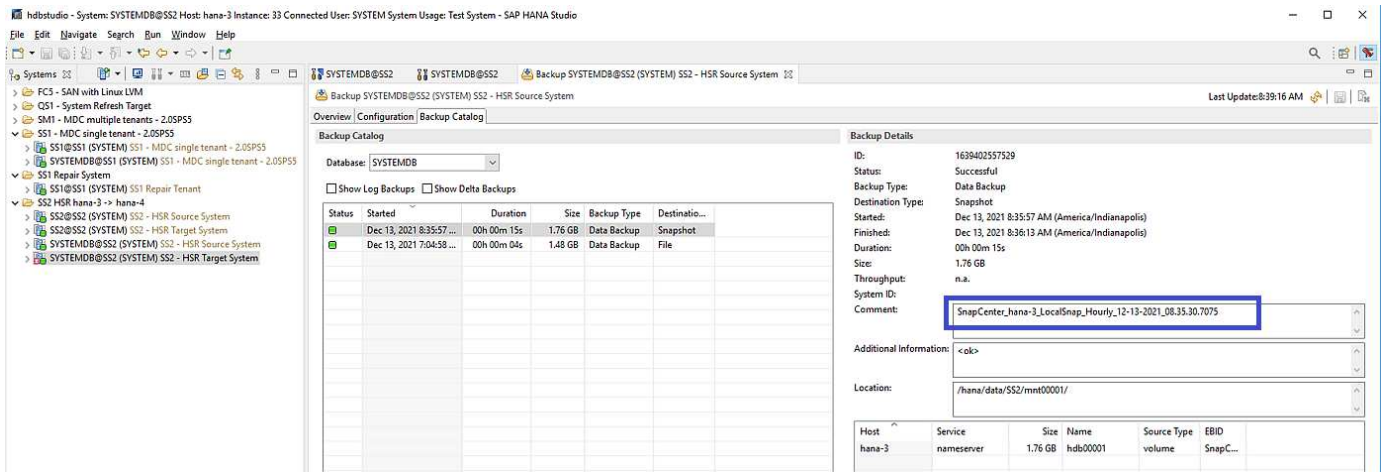 hdbstudio - System: SYSTEMDB@SS2 Host: hana-3 Instance: 33 Connected User: SYSTEM System Usage: Test System - SAP HANA Studio
File Edit Navigate Search Run Window Help
Systems
FC5 - SAN with Linux LVM
QS1 - System Refresh Target
SM1 - MDC multiple tenants - 2.0SPS5
SS1 - MDC single tenant - 2.0SPS5
SS1@SS1 (SYSTEM) SS1 - MDC single tenant - 2.0SPS5
SYSTEMDB@SS1 (SYSTEM) SS1 - MDC single tenant - 2.0SPS5
SS1 Repair System
SS1@SS1 (SYSTEM) SS1 Repair Tenant
SS2 HSR hana-3 -> hana-4
SS2@SS2 (SYSTEM) SS2 - HSR Source System
SS2@SS2 (SYSTEM) SS2 - HSR Target System
SYSTEMDB@SS2 (SYSTEM) SS2 - HSR Source System
SYSTEMDB@SS2 (SYSTEM) SS2 - HSR Target System
SYSTEMDB@SS2 SYSTEMDB@SS2 Backup SYSTEMDB@SS2 (SYSTEM) SS2 - HSR Source System
Backup SYSTEMDB@SS2 (SYSTEM) SS2 - HSR Source System Last Update:8:39:16 AM
Overview Configuration Backup Catalog
Backup Catalog
Database: SYSTEMDB
Show Log Backups Show Delta Backups
Status Started Duration Size Backup Type Destinatio...
Dec 13, 2021 8:35:57 ... 00h 00m 15s 1.76 GB Data Backup Snapshot
Dec 13, 2021 7:04:58 ... 00h 00m 04s 1.48 GB Data Backup File
Backup Details
ID: 1639402557529
Status: Successful
Backup Type: Data Backup
Destination Type: Snapshot
Started: Dec 13, 2021 8:35:57 AM (America/Indianapolis)
Finished: Dec 13, 2021 8:36:13 AM (America/Indianapolis)
Duration: 00h 00m 15s
Size: 1.76 GB
Throughput: n.a.
System ID:
Comment: SnapCenter_hana-3_LocalSnap_Hourly_12-13-2021_08.35.30.7075
Additional Information: <ok>
Location: /hana/data/SS2/mnt00001/
Host Service Size Name Source Type EBID
hana-3 nameserver 1.76 GB hdb00001 volume SnapC...